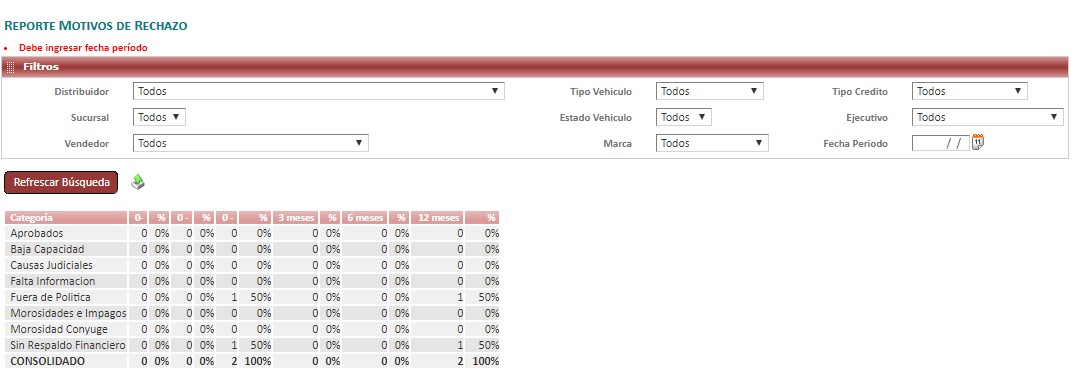 REPORTE MOTIVOS DE RECHAZO
• Debe ingresar fecha período
Filtros
Distribuidor Todos Tipo Vehiculo Todos Tipo Credito Todos
Sucursal Todos Estado Vehiculo Todos Ejecutivo Todos
Vendedor Todos Marca Todos Fecha Periodo / / 11
Refrescar Búsqueda
Categoría 0- % 0 - % 0 - % 3 meses % 6 meses % 12 meses %
Aprobados 0 0% 0 0% 0 0% 0 0% 0 0% 0 0%
Baja Capacidad 0 0% 0 0% 0 0% 0 0% 0 0% 0 0%
Causas Judiciales 0 0% 0 0% 0 0% 0 0% 0 0% 0 0%
Falta Informacion 0 0% 0 0% 0 0% 0 0% 0 0% 0 0%
Fuera de Politica 0 0% 0 0% 1 50% 0 0% 0 0% 1 50%
Morosidades e Impagos 0 0% 0 0% 0 0% 0 0% 0 0% 0 0%
Morosidad Conyuge 0 0% 0 0% 0 0% 0 0% 0 0% 0 0%
Sin Respaldo Financiero 0 0% 0 0% 1 50% 0 0% 0 0% 1 50%
CONSOLIDADO 0 0% 0 0% 2 100% 0 0% 0 0% 2 100%